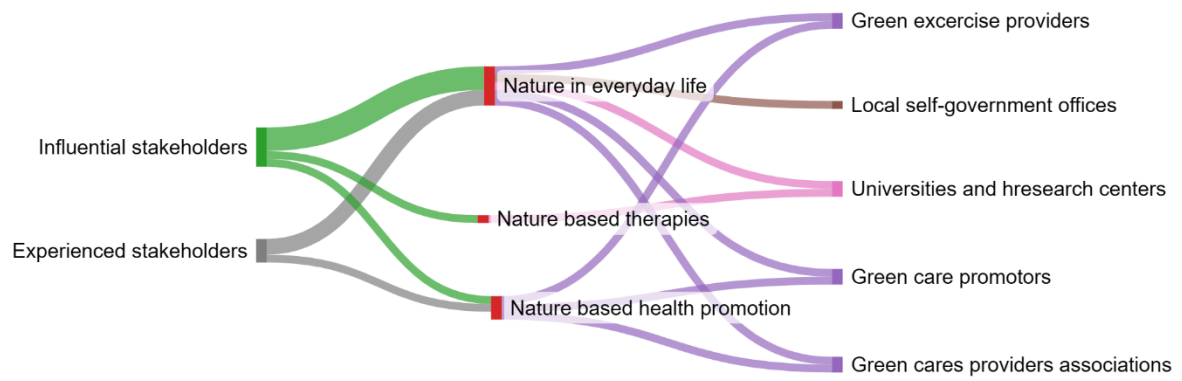 Influential stakeholders
Experienced stakeholders
Nature in everyday life
Nature based therapies
Nature based health promotion
Green excercise providers
Local self-government offices
Universities and hresearch centers
Green care promotors
Green cares providers associations